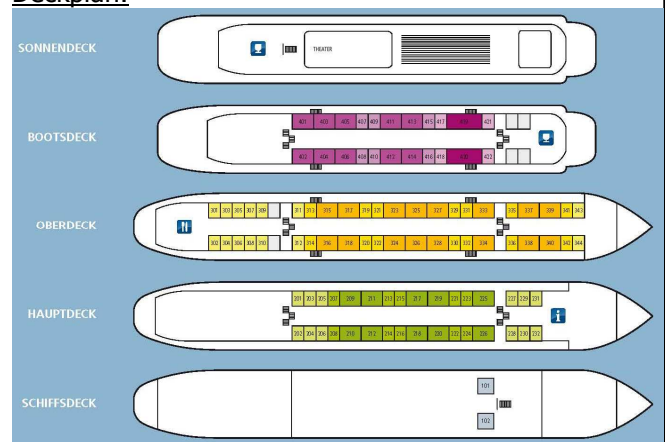 Deckplan:
SONNENDECK
THEATER
BOOTSDECK
401 403 405 407 409 411 413 415 417 421
402 406 408 410 412 414 416 418 422
OBERDECK
301 303 305 307 309 311 313 315 317 319 321 323 325 327 329 331 333 335 337 339 341 343
302 304 306 308 310 312 314 316 318 320 322 324 326 328 330 332 334 336 338 340 342 344
HAUPTDECK
201 203 205 207 209 211 213 215 217 219 221 223 225 227 229 231
202 204 206 208 210 212 214 216 218 220 222 224 226 228 230 232
i
SCHIFFSDECK
101
102